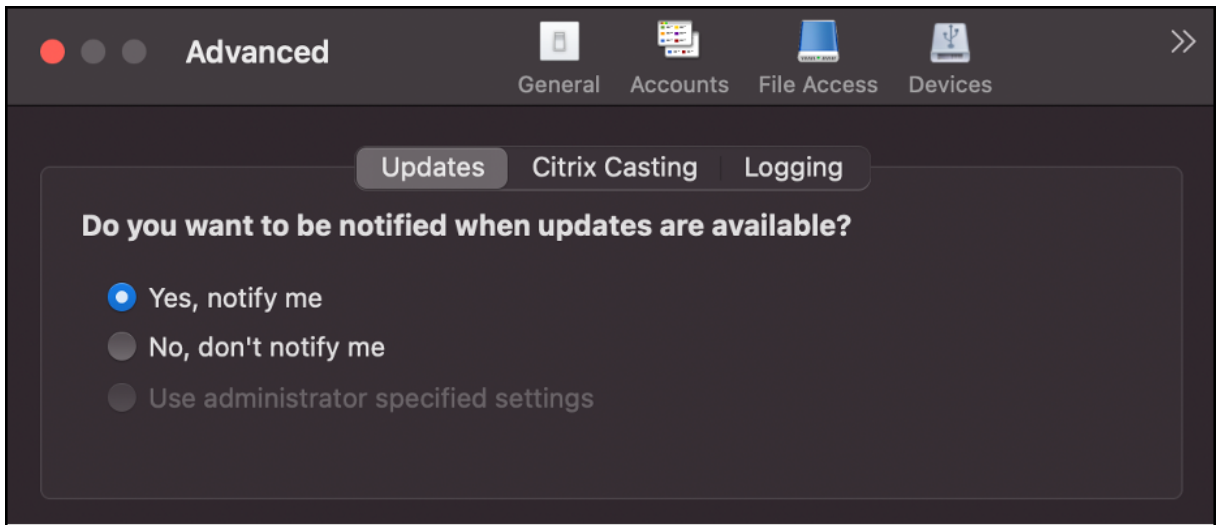 Advanced
General Accounts File Access Devices
Updates Citrix Casting Logging
Do you want to be notified when updates are available?
Yes, notify me
No, don't notify me
Use administrator specified settings